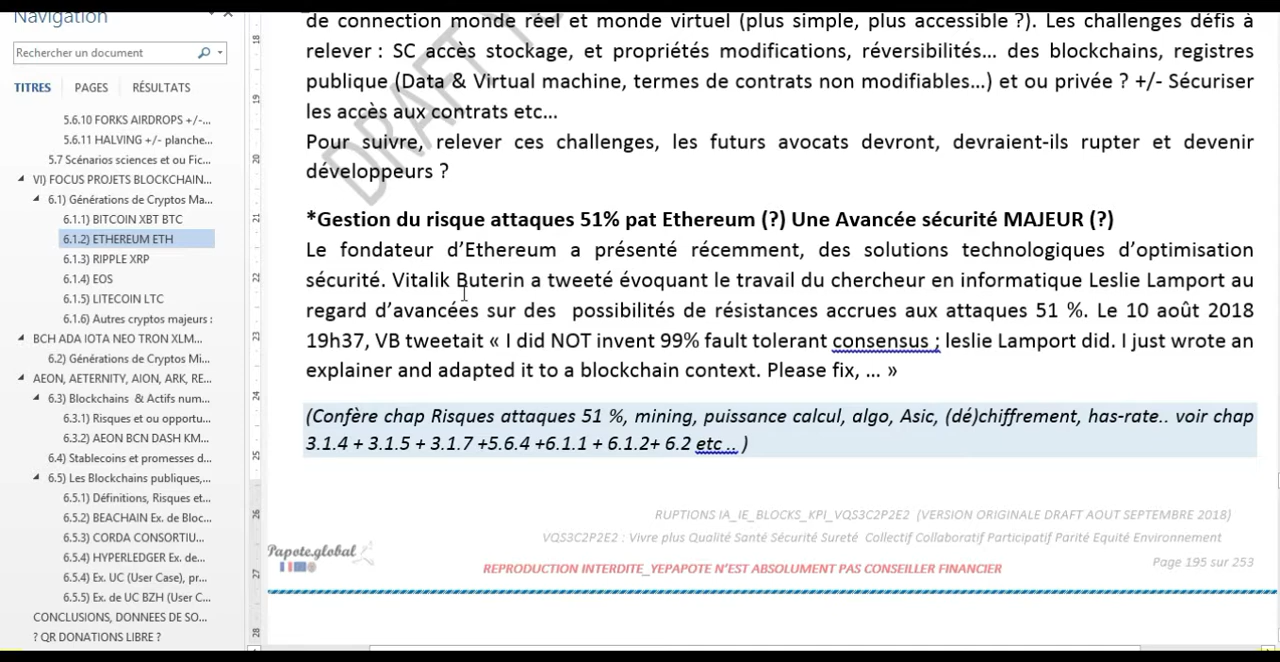 Navigation
Rechercher un document
TITRES PAGES RÉSULTATS
5.6.10 FORKS AIRDROPS +/-...
5.6.11 HALVING +/- planche...
5.7 Scénarios sciences et ou Fic...
VI) FOCUS PROJETS BLOCKCHAIN...
6.1) Générations de Cryptos Ma...
6.1.1) BITCOIN XBT BTC
6.1.2) ETHEREUM ETH
6.1.3) RIPPLE XRP
6.1.4) EOS
6.1.5) LITECOIN LTC
6.1.6) Autres cryptos majeurs :
BCH ADA IOTA NEO TRON XLM...
6.2) Générations de Cryptos Mi...
AEON, AETERNITY, AION, ARK, RE...
6.3) Blockchains & Actifs num...
6.3.1) Risques et ou opportu...
6.3.2) AEON BCN DASH KM...
6.4) Stablecoins et promesses d...
6.5) Les Blockchains publiques,...
6.5.1) Définitions, Risques et...
6.5.2) BEACHAIN Ex. de Bloc...
6.5.3) CORDA CONSORTIU...
6.5.4) HYPERLEDGER Ex. de...
6.5.4) Ex. UC (User Case), pr...
6.5.5) Ex. de UC BZH (User C...
CONCLUSIONS, DONNEES DE SO...
? QR DONATIONS LIBRE ?
18
19
20
21
22
23
24
25
26
27
28
DRAFT
de connection monde réel et monde virtuel (plus simple, plus accessible ?). Les challenges défis à
relever : SC accès stockage, et propriétés modifications, réversibilités... des blockchains, registres
publique (Data & Virtual machine, termes de contrats non modifiables...) et ou privée ? +/- Sécuriser
les accès aux contrats etc...
Pour suivre, relever ces challenges, les futurs avocats devront, devraient-ils rupter et devenir
développeurs ?
*Gestion du risque attaques 51% pat Ethereum (?) Une Avancée sécurité MAJEUR (?)
Le fondateur d'Ethereum a présenté récemment, des solutions technologiques d'optimisation
sécurité. Vitalik Buterin a tweeté évoquant le travail du chercheur en informatique Leslie Lamport au
regard d'avancées sur des possibilités de résistances accrues aux attaques 51 %. Le 10 août 2018
19h37, VB tweetait « I did NOT invent 99% fault tolerant consensus ; leslie Lamport did. I just wrote an
explainer and adapted it to a blockchain context. Please fix, ... »
(Confère chap Risques attaques 51 %, mining, puissance calcul, algo, Asic, (dé)chiffrement, has-rate.. voir chap
3.1.4 + 3.1.5 + 3.1.7 +5.6.4 +6.1.1 + 6.1.2+ 6.2 etc .. )
RUPTIONS IA_IE_BLOCKS_KPI_VQS3C2P2E2 (VERSION ORIGINALE DRAFT AOUT SEPTEMBRE 2018)
VQS3C2P2E2 : Vivre plus Qualité Santé Sécurité Sureté Collectif Collaboratif Participatif Parité Equité Environnement
Papote.global
Page 195 sur 253
REPRODUCTION INTERDITE_YEPAPOTE N'EST ABSOLUMENT PAS CONSEILLER FINANCIER